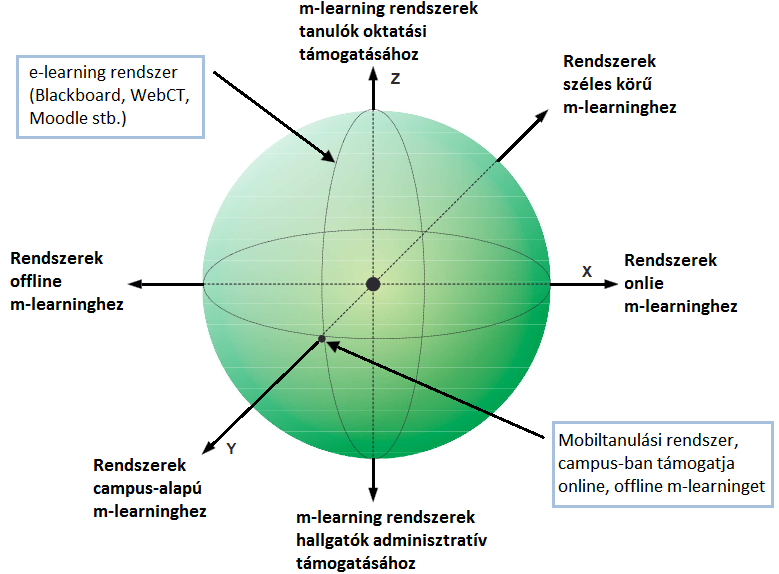 m-learning rendszerek
tanulók oktatási
támogatásához
Z
Rendszerek
széles körű
m-learninghez
e-learning rendszer
(Blackboard, WebCT,
Moodle stb.)
Rendszerek
offline
m-learninghez
X
Rendszerek
onlie
m-learninghez
Y
Rendszerek
campus-alapú
m-learninghez
Mobiltanulási rendszer,
campus-ban támogatja
online, offline m-learninget
m-learning rendszerek
hallgatók adminisztratív
támogatásához